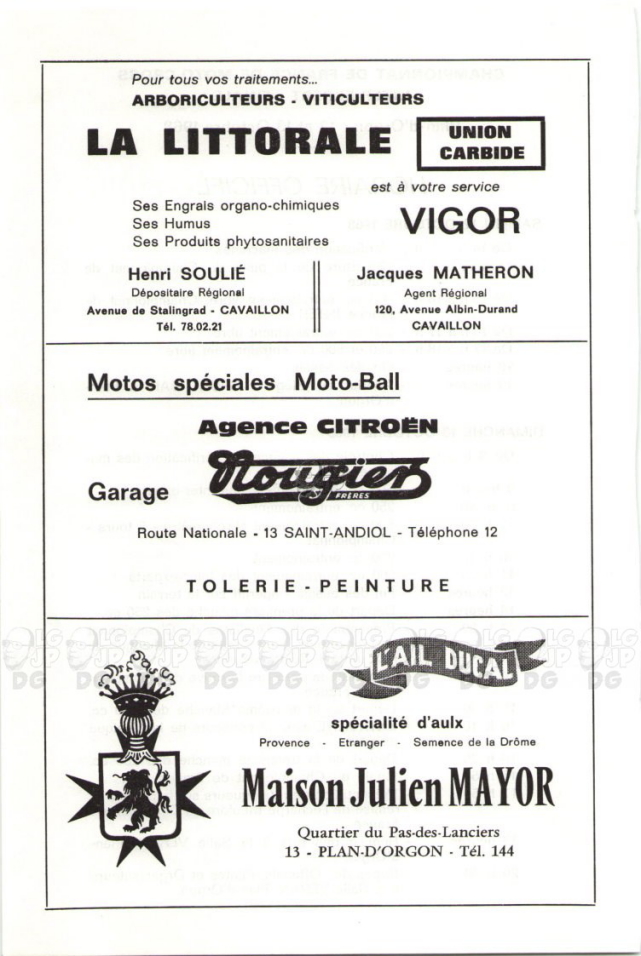 Pour tous vos traitements...
ARBORICULTEURS - VITICULTEURS
LA LITTORALE
UNION
CARBIDE
est à votre service
Ses Engrais organo-chimiques
Ses Humus
Ses Produits phytosanitaires
VIGOR
Henri SOULIÉ
Dépositaire Régional
Avenue de Stalingrad - CAVAILLON
Tél. 78.02.21
Jacques MATHERON
Agent Régional
120, Avenue Albin-Durand
CAVAILLON
Motos spéciales Moto-Ball
Agence CITROËN
Garage Nougier
FRÈRES
Route Nationale - 13 SAINT-ANDIOL - Téléphone 12
TOLERIE - PEINTURE
L'AIL DUCAL
spécialité d'aulx
Provence - Etranger - Semence de la Drôme
Maison Julien MAYOR
Quartier du Pas-des-Lanciers
13 - PLAN-D'ORGON - Tél. 144